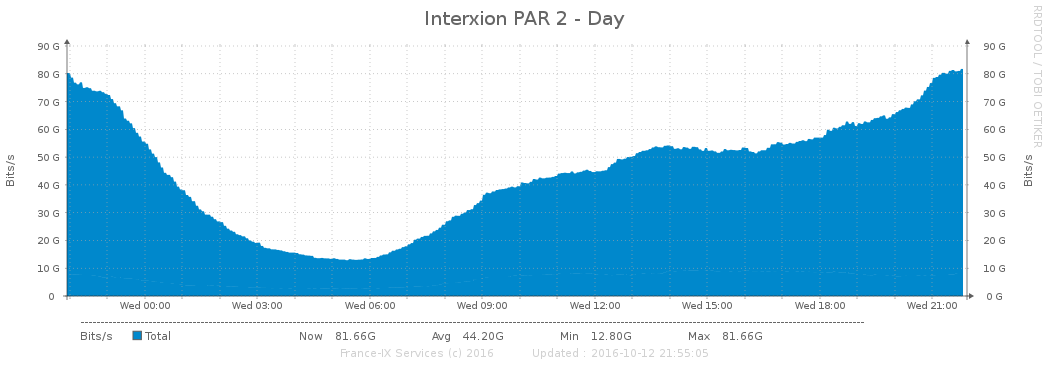 Interxion PAR 2 - Day
RRDTOOL / TOBI OETIKER
90 G 90 G
80 G 80 G
70 G 70 G
60 G 60 G
50 G 50 G
40 G 40 G
30 G 30 G
20 G 20 G
10 G 10 G
0 0 G
Bits/s
Bits/s
Wed 00:00 Wed 03:00 Wed 06:00 Wed 09:00 Wed 12:00 Wed 15:00 Wed 18:00 Wed 21:00
Bits/s Total Now 81.66G Avg 44.20G Min 12.80G Max 81.66G
France-IX Services (c) 2016 Updated : 2016-10-12 21:55:05